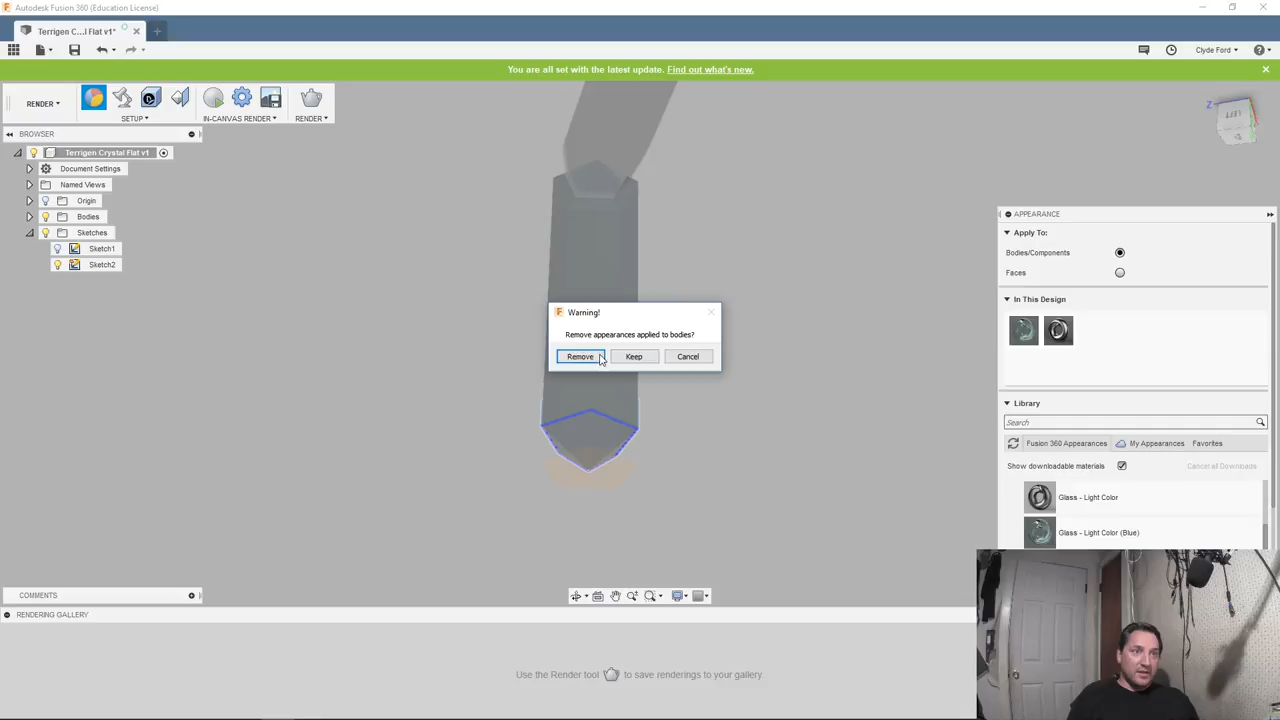 Autodesk Fusion 360 (Education License)
Terrigen C...l Flat v1*
Clyde Ford
You are all set with the latest update. Find out what's new.
RENDER
SETUP
IN-CANVAS RENDER
RENDER
BROWSER
Terrigen Crystal Flat v1
Document Settings
Named Views
Origin
Bodies
Sketches
Sketch1
Sketch2
Z
LEFT
Warning!
Remove appearances applied to bodies?
Remove Keep Cancel
APPEARANCE
Apply To:
Bodies/Components
Faces
In This Design
Library
Search
Fusion 360 Appearances My Appearances Favorites
Show downloadable materials Cancel all Downloads
Glass - Light Color
Glass - Light Color (Blue)
COMMENTS
RENDERING GALLERY
Use the Render tool to save renderings to your gallery